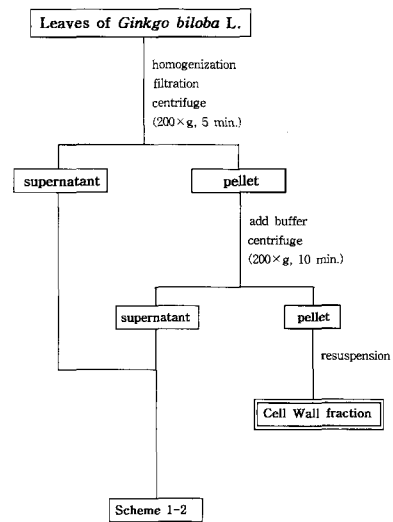 Leaves of Ginkgo biloba L.
homogenization
filtration
centrifuge
(200×g, 5 min.)
supernatant
pellet
add buffer
centrifuge
(200×g, 10 min.)
supernatant
pellet
resuspension
Cell Wall fraction
Scheme 1-2